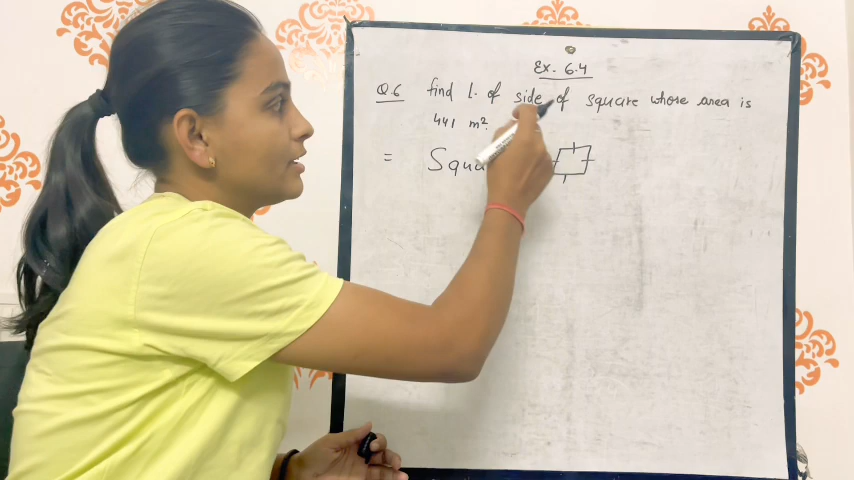 Ex. 6.4
Q.6 find l. of side of square whose area is
441 m².
= Squa